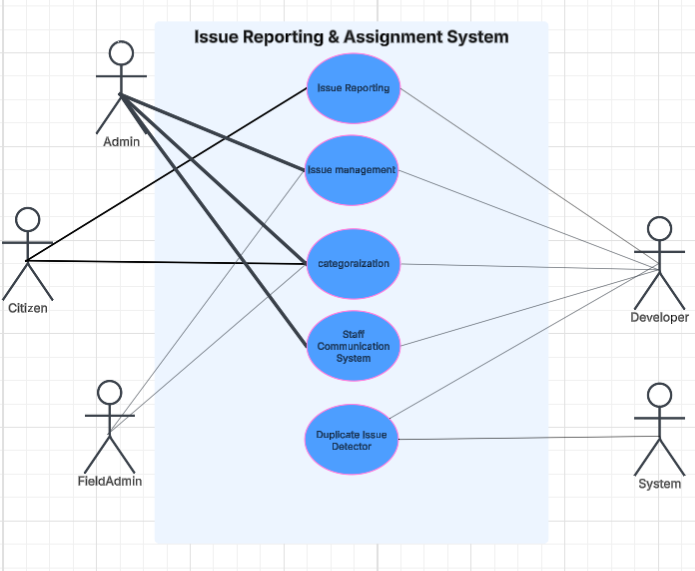 Issue Reporting & Assignment System
Issue Reporting
Admin
Issue management
categoraization
Citizen
Developer
Staff
Communication
System
Duplicate Issue
Detector
FieldAdmin
System